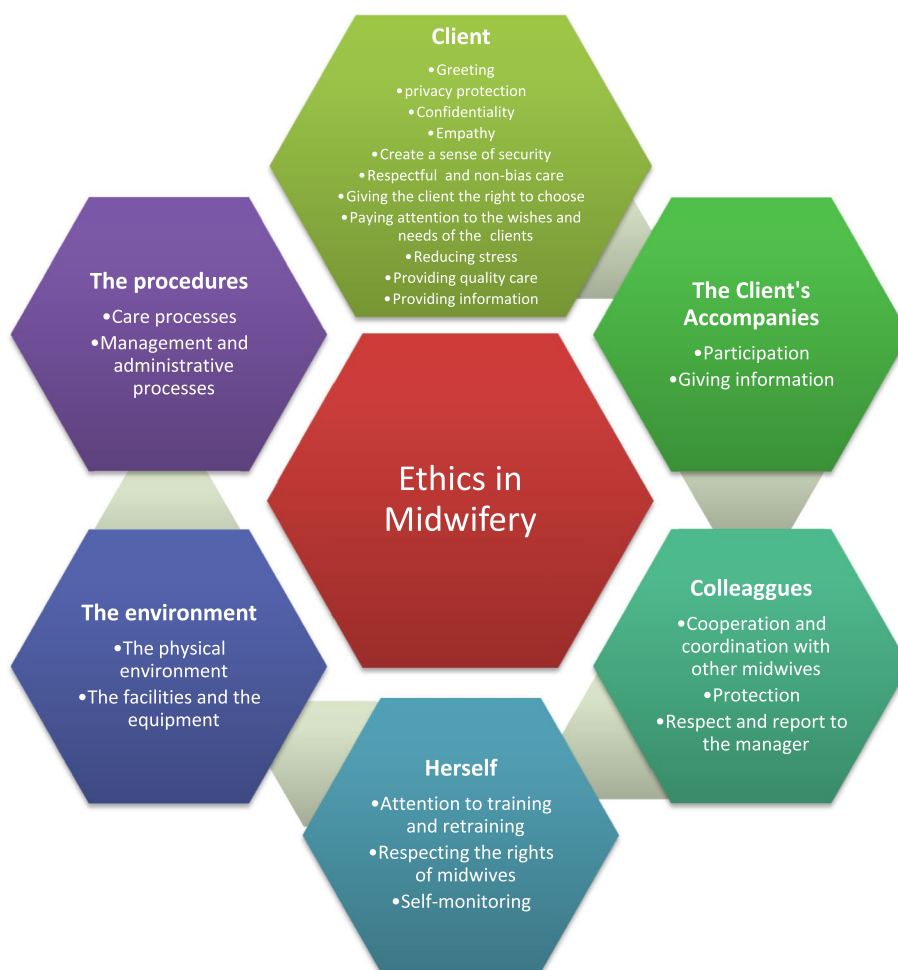 Client
•Greeting
•privacy protection
•Confidentiality
•Empathy
•Create a sense of security
•Respectful and non-bias care
•Giving the client the right to choose
•Paying attention to the wishes and
needs of the clients
•Reducing stress
•Providing quality care
•Providing information
The Client's
Accompanies
•Participation
•Giving information
Colleaggues
•Cooperation and
coordination with
other midwives
•Protection
•Respect and report to
the manager
Herself
•Attention to training
and retraining
•Respecting the rights
of midwives
•Self-monitoring
The environment
•The physical
environment
•The facilities and the
equipment
The procedures
•Care processes
•Management and
administrative
processes
Ethics in
Midwifery